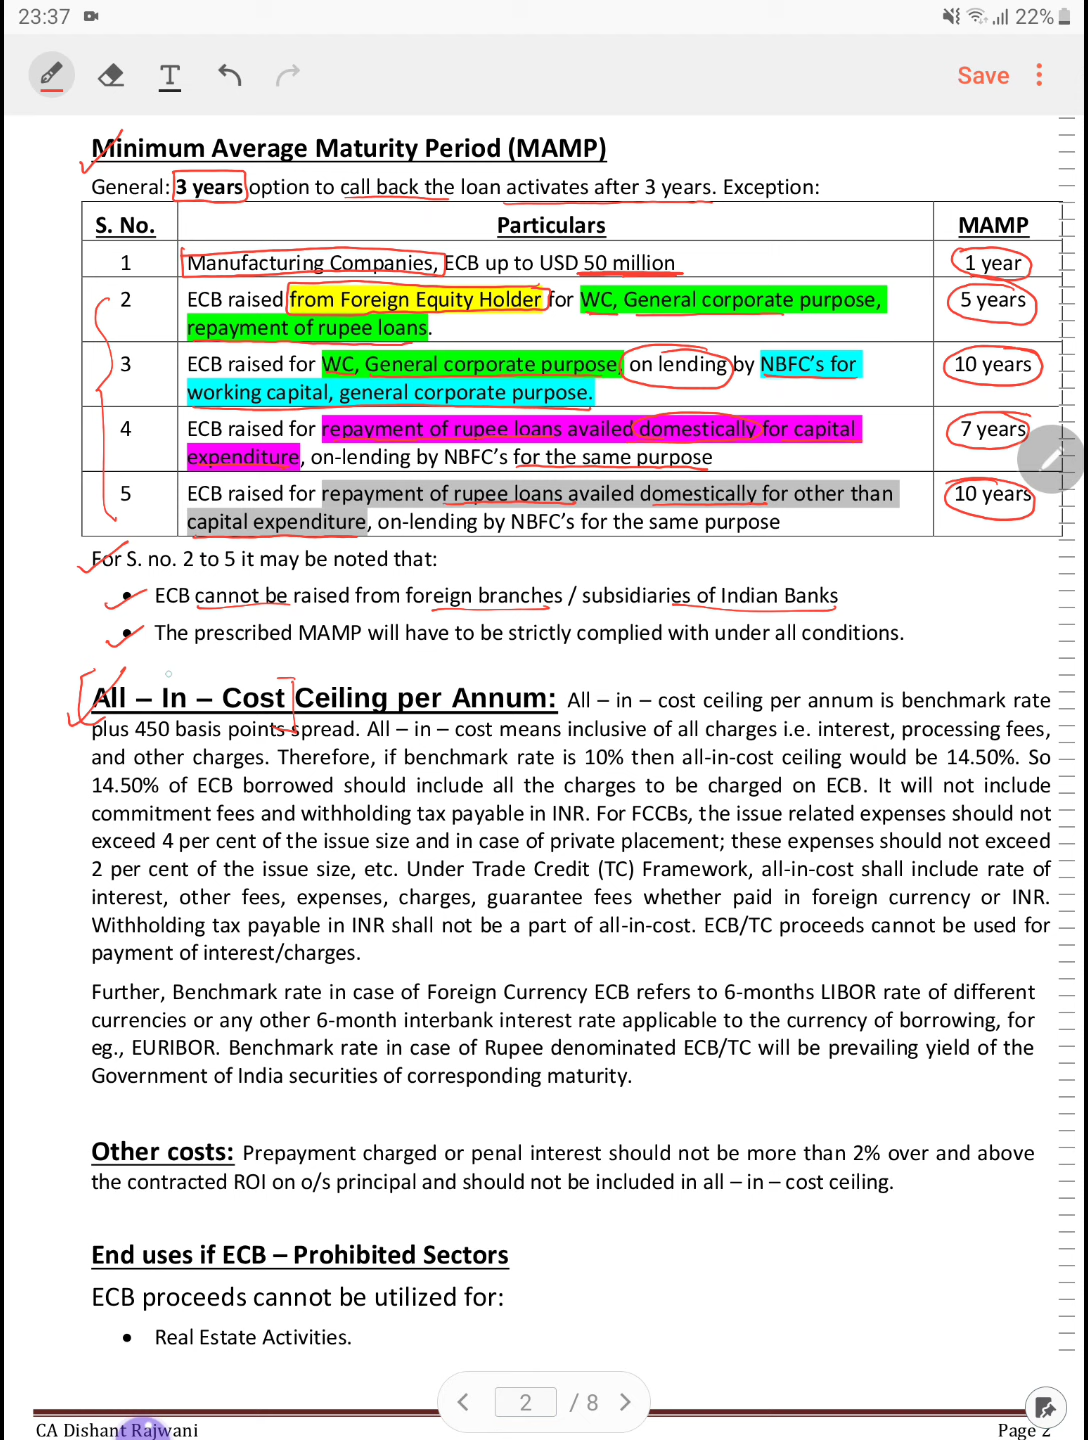 23:37 22%
T Save
Minimum Average Maturity Period (MAMP)
General: 3 years option to call back the loan activates after 3 years. Exception:
S. No. Particulars MAMP
1 Manufacturing Companies, ECB up to USD 50 million 1 year
2 ECB raised from Foreign Equity Holder for WC, General corporate purpose, 5 years
repayment of rupee loans.
3 ECB raised for WC, General corporate purpose, on lending by NBFC's for 10 years
working capital, general corporate purpose.
4 ECB raised for repayment of rupee loans availed domestically for capital 7 years
expenditure, on-lending by NBFC's for the same purpose
5 ECB raised for repayment of rupee loans availed domestically for other than 10 years
capital expenditure, on-lending by NBFC's for the same purpose
For S. no. 2 to 5 it may be noted that:
• ECB cannot be raised from foreign branches / subsidiaries of Indian Banks
• The prescribed MAMP will have to be strictly complied with under all conditions.
All – In – Cost Ceiling per Annum: All – in – cost ceiling per annum is benchmark rate
plus 450 basis points spread. All – in – cost means inclusive of all charges i.e. interest, processing fees,
and other charges. Therefore, if benchmark rate is 10% then all-in-cost ceiling would be 14.50%. So
14.50% of ECB borrowed should include all the charges to be charged on ECB. It will not include
commitment fees and withholding tax payable in INR. For FCCBs, the issue related expenses should not
exceed 4 per cent of the issue size and in case of private placement; these expenses should not exceed
2 per cent of the issue size, etc. Under Trade Credit (TC) Framework, all-in-cost shall include rate of
interest, other fees, expenses, charges, guarantee fees whether paid in foreign currency or INR.
Withholding tax payable in INR shall not be a part of all-in-cost. ECB/TC proceeds cannot be used for
payment of interest/charges.
Further, Benchmark rate in case of Foreign Currency ECB refers to 6-months LIBOR rate of different
currencies or any other 6-month interbank interest rate applicable to the currency of borrowing, for
eg., EURIBOR. Benchmark rate in case of Rupee denominated ECB/TC will be prevailing yield of the
Government of India securities of corresponding maturity.
Other costs: Prepayment charged or penal interest should not be more than 2% over and above
the contracted ROI on o/s principal and should not be included in all – in – cost ceiling.
End uses if ECB – Prohibited Sectors
ECB proceeds cannot be utilized for:
• Real Estate Activities.
2 / 8
CA Dishant Rajwani Page 2